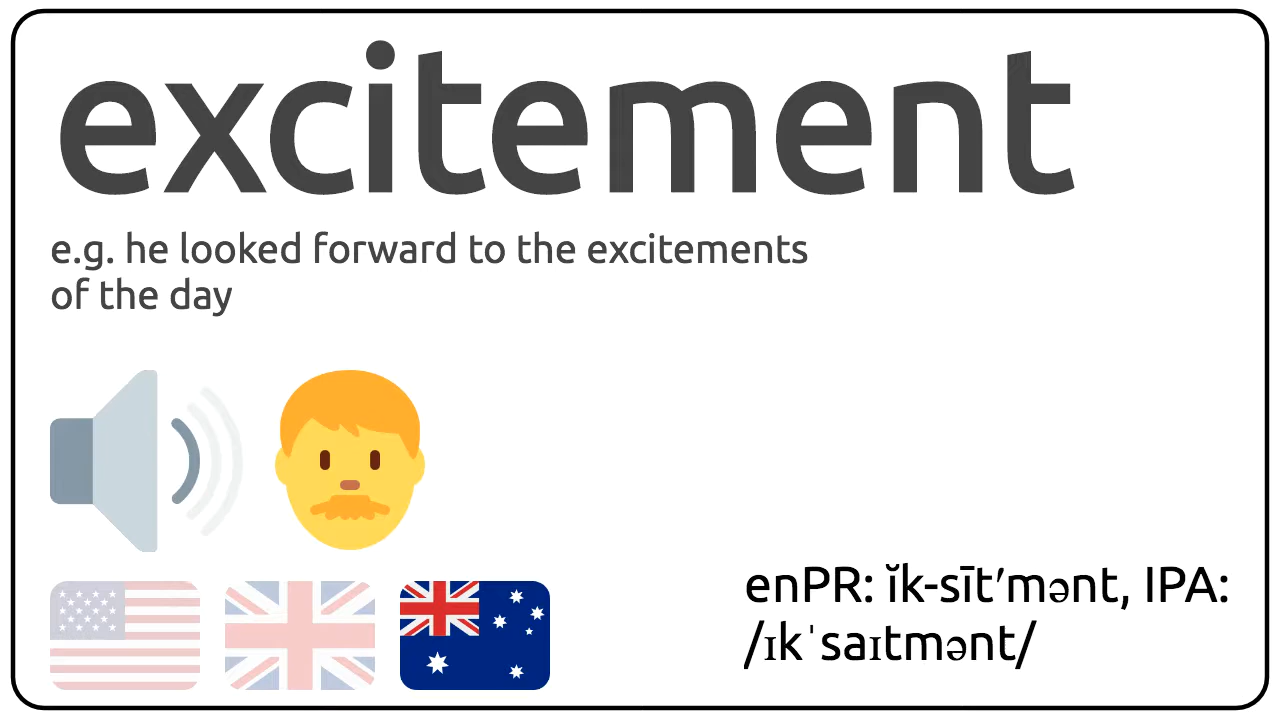 excitement
e.g. he looked forward to the excitements
of the day
enPR: ĭk-sīt′mənt, IPA:
/ɪkˈsaɪtmənt/